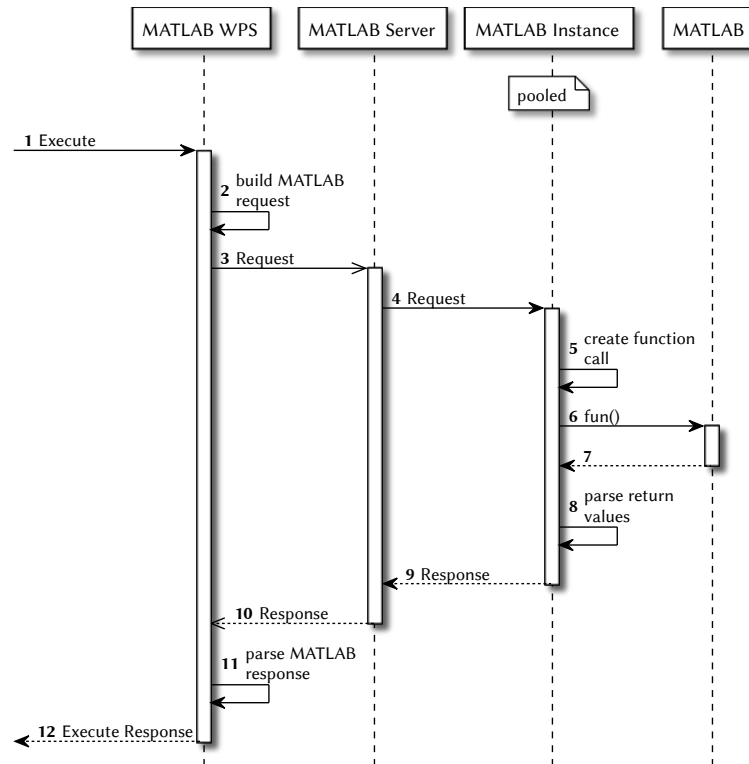 MATLAB WPS
MATLAB Server
MATLAB Instance
MATLAB
pooled
1 Execute
2 build MATLAB
request
3 Request
4 Request
5 create function
call
6 fun()
7
8 parse return
values
9 Response
10 Response
11 parse MATLAB
response
12 Execute Response